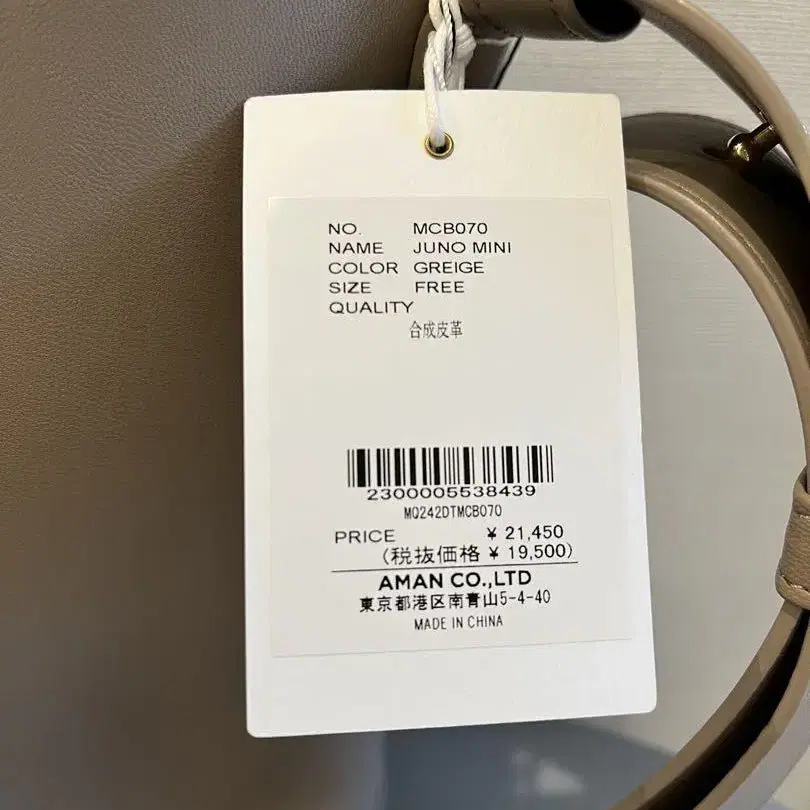 NO. MCB070
NAME JUNO MINI
COLOR GREIGE
SIZE FREE
QUALITY
合成皮革
2300005538439
MQ242DTMCB070
PRICE ¥ 21,450
(税抜価格 ¥ 19,500)
AMAN CO.,LTD
東京都港区南青山5-4-40
MADE IN CHINA